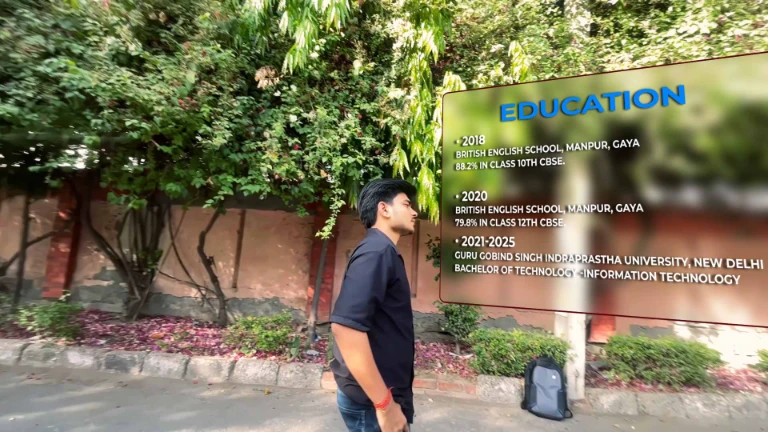 EDUCATION
• 2018
BRITISH ENGLISH SCHOOL, MANPUR, GAYA
88.2% IN CLASS 10TH CBSE.
• 2020
BRITISH ENGLISH SCHOOL, MANPUR, GAYA
79.8% IN CLASS 12TH CBSE.
• 2021-2025
GURU GOBIND SINGH INDRAPRASTHA UNIVERSITY, NEW DELHI
BACHELOR OF TECHNOLOGY -INFORMATION TECHNOLOGY